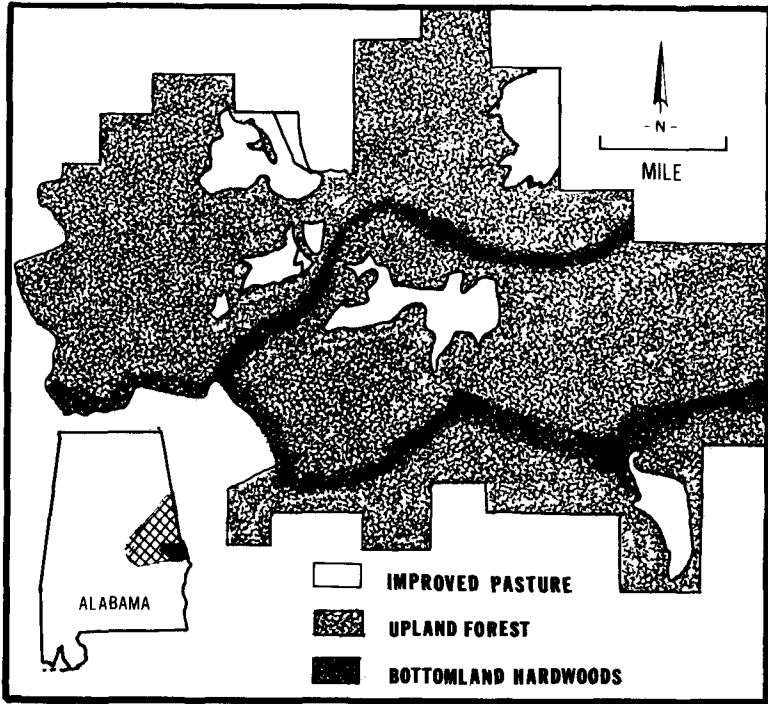 -N-
MILE
ALABAMA
IMPROVED PASTURE
UPLAND FOREST
BOTTOMLAND HARDWOODS